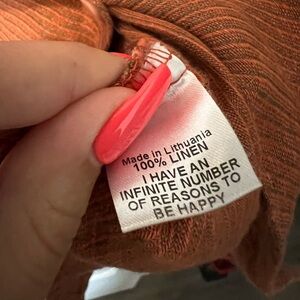 Made in Lithuania
100% LINEN
I HAVE AN
INFINITE NUMBER
OF REASONS TO
BE HAPPY